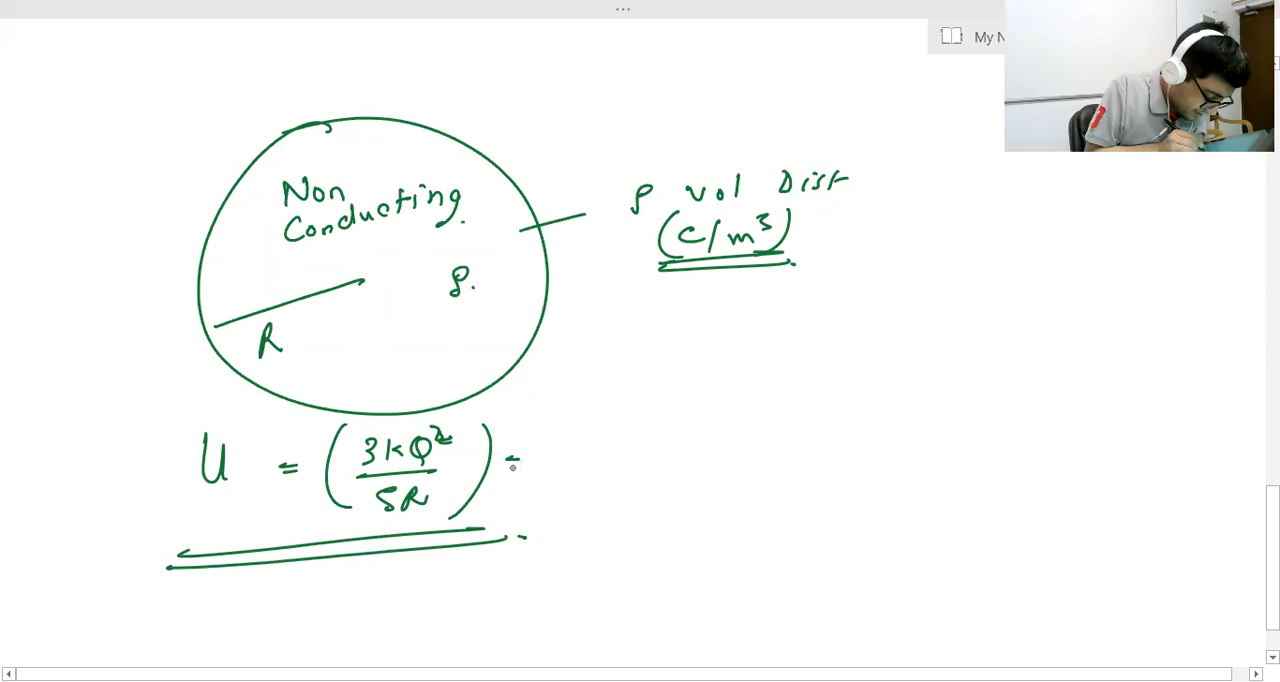 My N
Non
Conducting.
ρ vol Dist
(C/m³)
ρ.
R
U = (3KQ²/5R) =